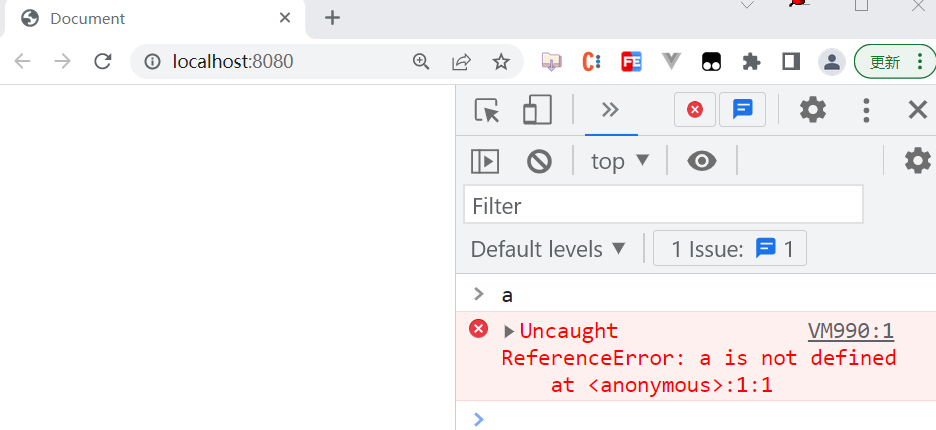 Document
localhost:8080
更新
top
Filter
Default levels
1 Issue: 1
a
Uncaught VM990:1
ReferenceError: a is not defined
at <anonymous>:1:1